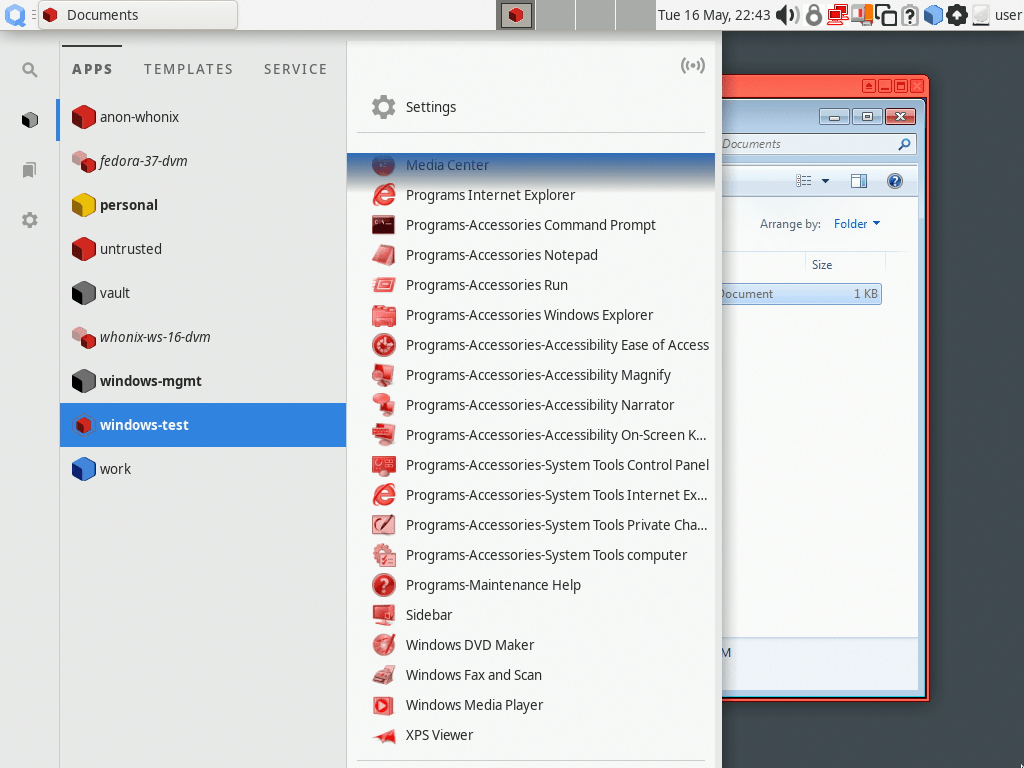 Documents
Tue 16 May, 22:43
user
APPS TEMPLATES SERVICE
anon-whonix
fedora-37-dvm
personal
untrusted
vault
whonix-ws-16-dvm
windows-mgmt
windows-test
work
Settings
Media Center
Programs Internet Explorer
Programs-Accessories Command Prompt
Programs-Accessories Notepad
Programs-Accessories Run
Programs-Accessories Windows Explorer
Programs-Accessories-Accessibility Ease of Access
Programs-Accessories-Accessibility Magnify
Programs-Accessories-Accessibility Narrator
Programs-Accessories-Accessibility On-Screen K...
Programs-Accessories-System Tools Control Panel
Programs-Accessories-System Tools Internet Ex...
Programs-Accessories-System Tools Private Cha...
Programs-Accessories-System Tools computer
Programs-Maintenance Help
Sidebar
Windows DVD Maker
Windows Fax and Scan
Windows Media Player
XPS Viewer
Documents
Arrange by: Folder
Size
Document 1 KB
M